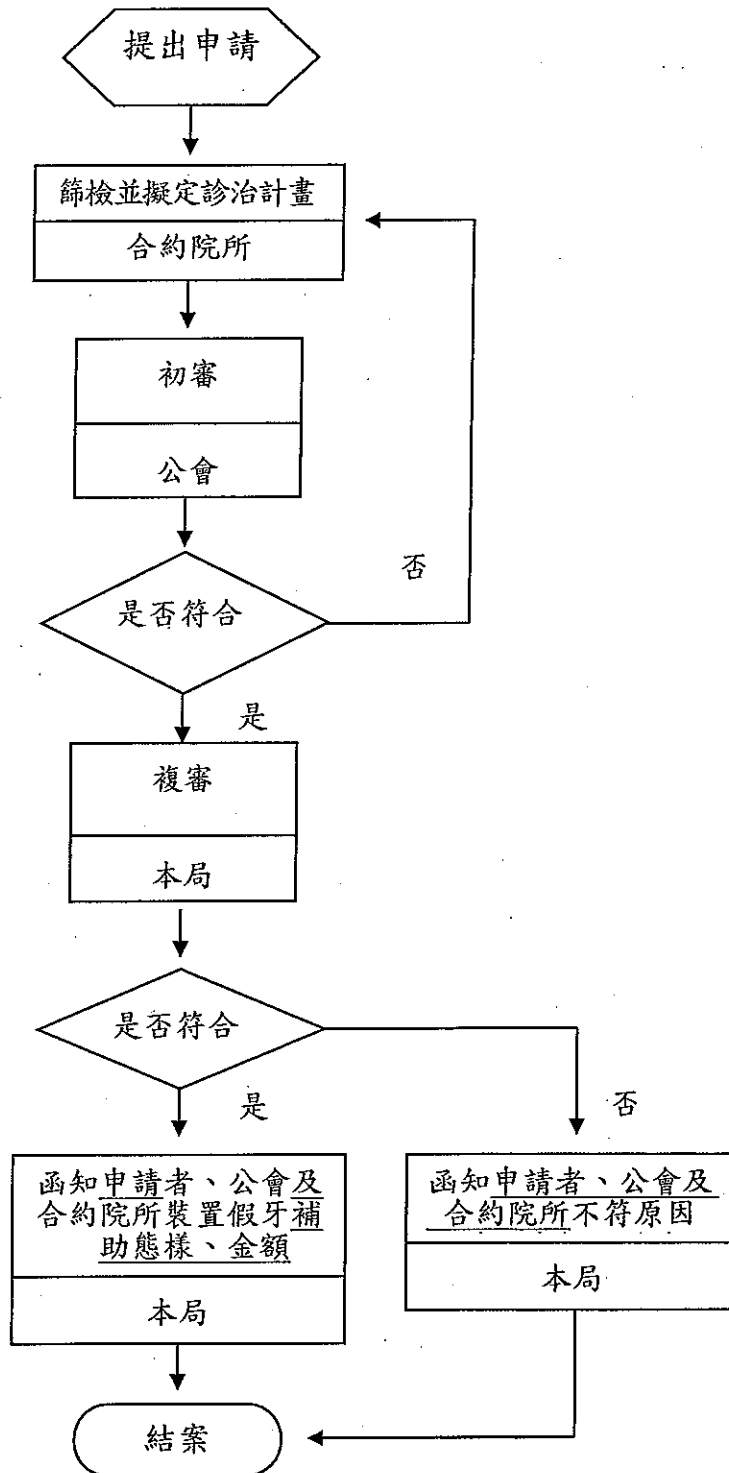 提出申請
篩檢並擬定診治計畫
合約院所
初審
公會
是否符合
否
是
複審
本局
是否符合
是
否
函知申請者、公會及
合約院所裝置假牙補
助態樣、金額
本局
函知申請者、公會及
合約院所不符原因
本局
結案